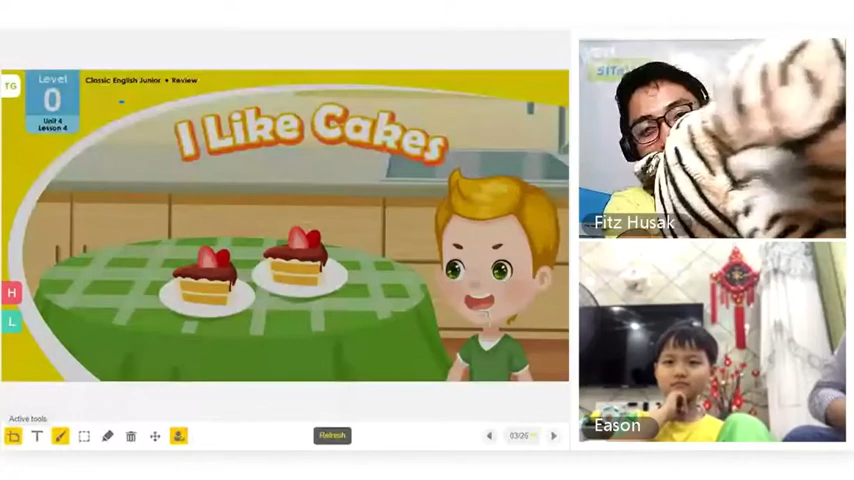 TG
Level
0
Unit 4
Lesson 4
Classic English Junior • Review
I Like Cakes
H
L
Active tools
T
Refresh
03/26
Fitz Husak
Eason